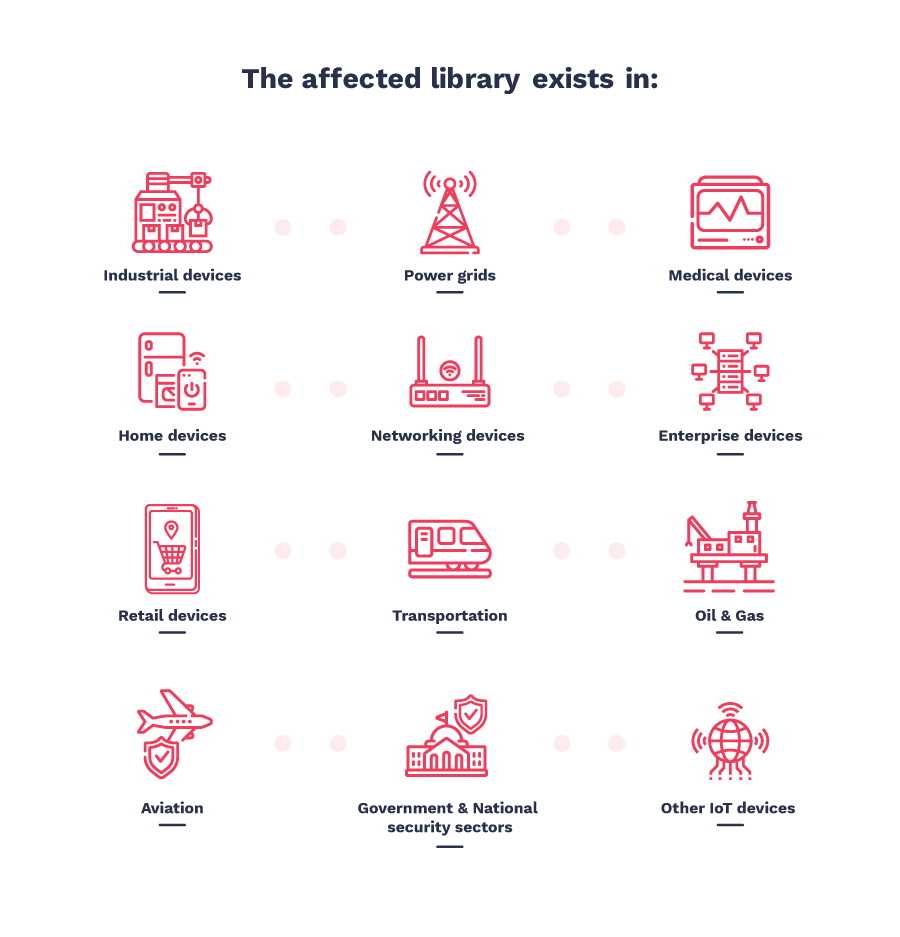 The affected library exists in:
Industrial devices
Power grids
Medical devices
Home devices
Networking devices
Enterprise devices
Retail devices
Transportation
Oil & Gas
Aviation
Government & National
security sectors
Other IoT devices